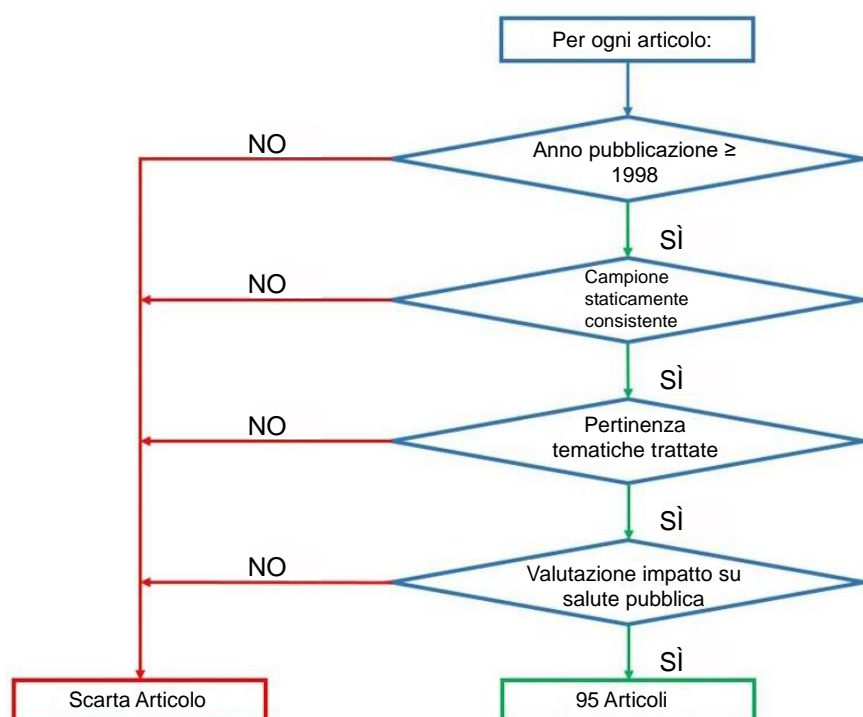 Per ogni articolo:
NO
Anno pubblicazione ≥
1998
SÌ
NO
Campione
staticamente
consistente
SÌ
NO
Pertinenza
tematiche trattate
SÌ
NO
Valutazione impatto su
salute pubblica
SÌ
Scarta Articolo
95 Articoli